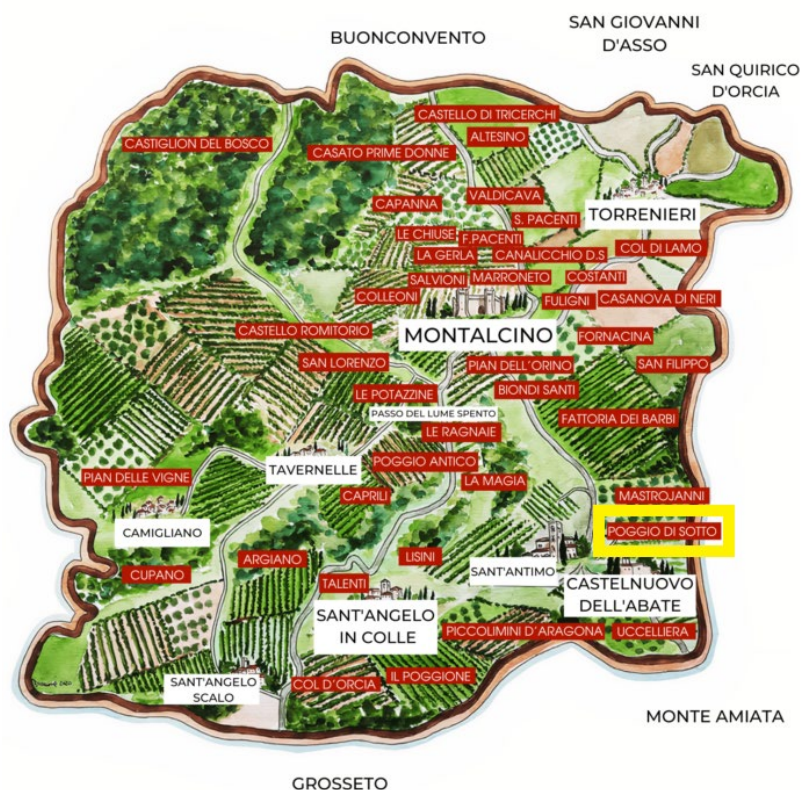 BUONCONVENTO
SAN GIOVANNI
D'ASSO
SAN QUIRICO
D'ORCIA
CASTELLO DI TRICERCHI
ALTESINO
CASTIGLION DEL BOSCO
CASATO PRIME DONNE
VALDICAVA
CAPANNA
S. PACENTI
TORRENIERI
LE CHIUSE
F.PACENTI
COL DI LAMO
LA GERLA
CANALICCHIO D.S
SALVIONI
MARRONETO
COSTANTI
COLLEONI
FULIGNI
CASANOVA DI NERI
CASTELLO ROMITORIO
MONTALCINO
FORNACINA
SAN LORENZO
PIAN DELL'ORINO
SAN FILIPPO
LE POTAZZINE
BIONDI SANTI
PASSO DEL LUME SPENTO
FATTORIA DEI BARBI
LE RAGNAIE
TAVERNELLE
POGGIO ANTICO
PIAN DELLE VIGNE
LA MAGIA
CAPRILI
MASTROJANNI
CAMIGLIANO
POGGIO DI SOTTO
ARGIANO
LISINI
SANT'ANTIMO
CUPANO
TALENTI
CASTELNUOVO
DELL'ABATE
SANT'ANGELO
IN COLLE
PICCOLIMINI D'ARAGONA
UCCELLIERA
SANT'ANGELO
SCALO
COL D'ORCIA
IL POGGIONE
MONTE AMIATA
GROSSETO